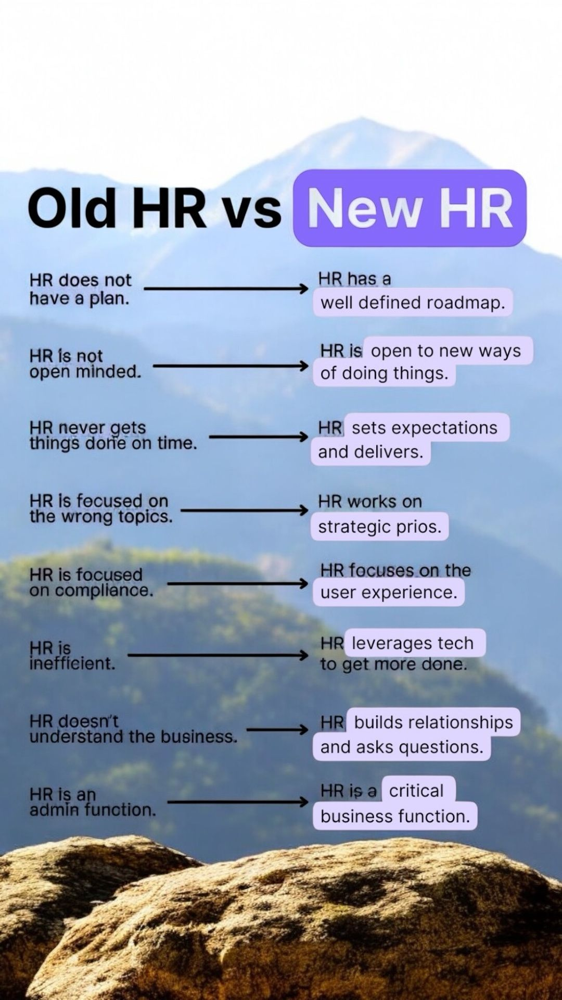 Old HR vs New HR
HR does not
have a plan.
HR has a
well defined roadmap.
HR is not
open minded.
HR is open to new ways
of doing things.
HR never gets
things done on time.
HR sets expectations
and delivers.
HR is focused on
the wrong topics.
HR works on
strategic prios.
HR is focused
on compliance.
HR focuses on the
user experience.
HR is
inefficient.
HR leverages tech
to get more done.
HR doesn't
understand the business.
HR builds relationships
and asks questions.
HR is an
admin function.
HR is a critical
business function.